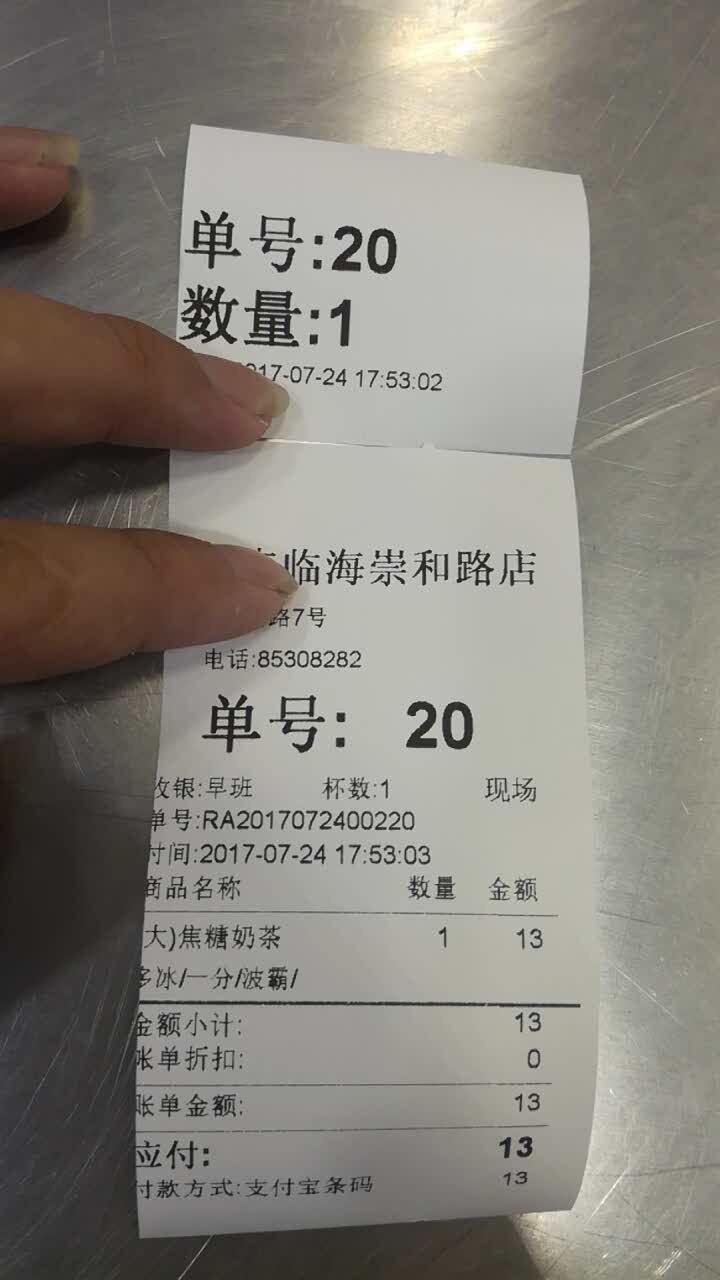 单号:20
数量:1
17-07-24 17:53:02
临海崇和路店
路7号
电话:85308282
单号: 20
收银:早班 杯数:1 现场
单号:RA2017072400220
时间:2017-07-24 17:53:03
商品名称 数量 金额
大)焦糖奶茶 1 13
多冰/一分/波霸/
金额小计: 13
账单折扣: 0
账单金额: 13
应付: 13
付款方式:支付宝条码 13